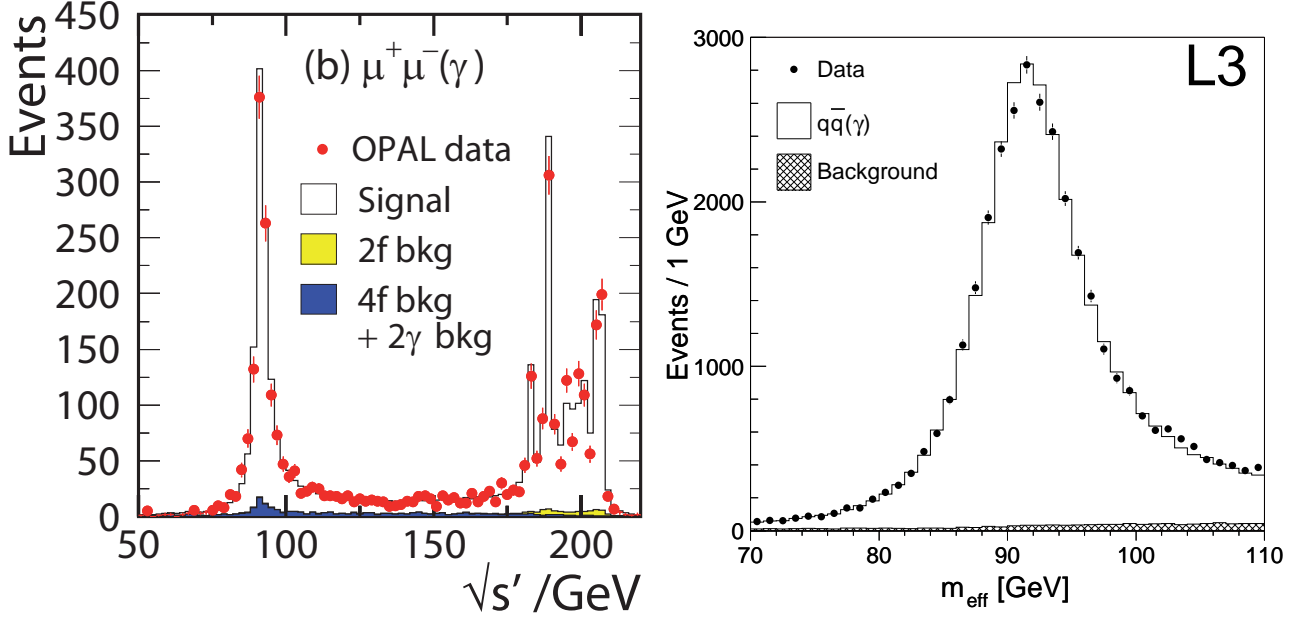 Events
450
400
350
300
250
200
150
100
50
0
(b) μ⁺μ⁻(γ)
OPAL data
Signal
2f bkg
4f bkg
+ 2γ bkg
50 100 150 200
√s′ /GeV
Events / 1 GeV
3000
2000
1000
0
L3
Data
qq̅(γ)
Background
70 80 90 100 110
m_eff [GeV]